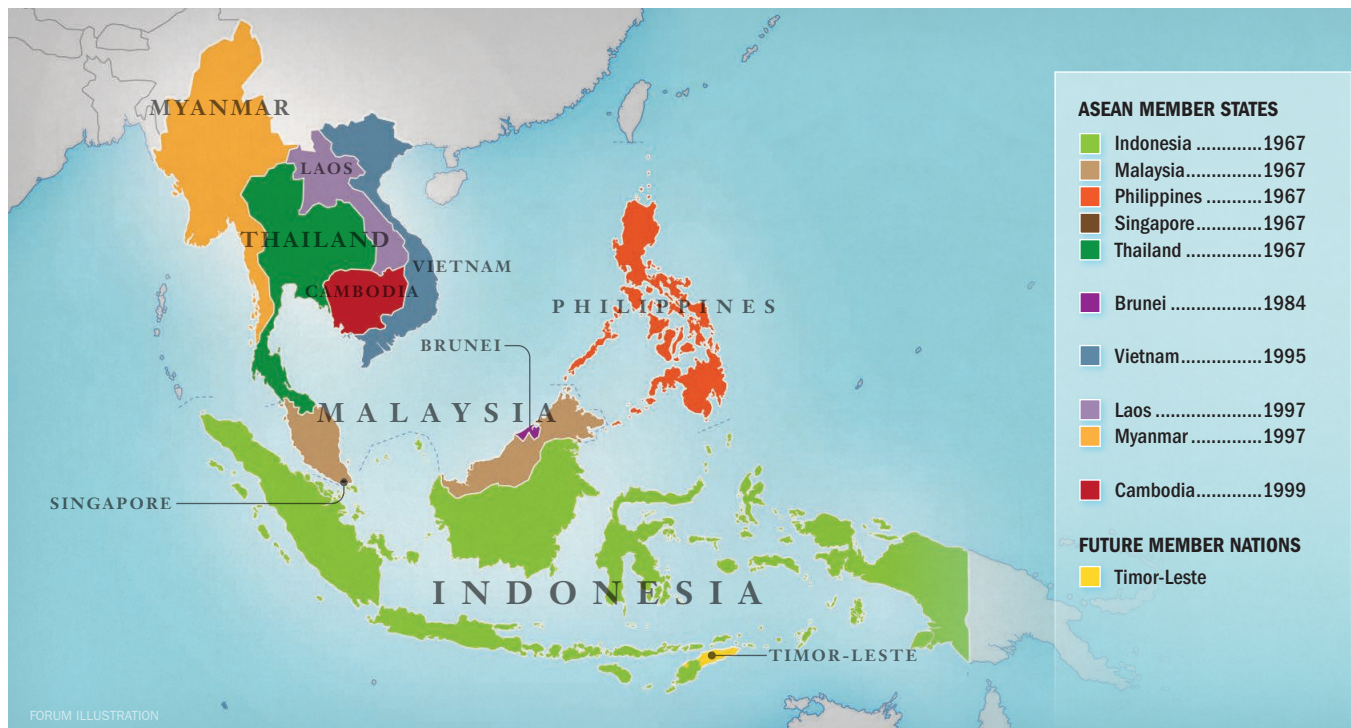 MYANMAR
LAOS
THAILAND
VIETNAM
CAMBODIA
PHILIPPINES
BRUNEI
MALAYSIA
SINGAPORE
INDONESIA
TIMOR-LESTE
FORUM ILLUSTRATION
ASEAN MEMBER STATES
Indonesia .............1967
Malaysia...............1967
Philippines ...........1967
Singapore.............1967
Thailand...............1967
Brunei .................1984
Vietnam................1995
Laos ....................1997
Myanmar ..............1997
Cambodia.............1999
FUTURE MEMBER NATIONS
Timor-Leste